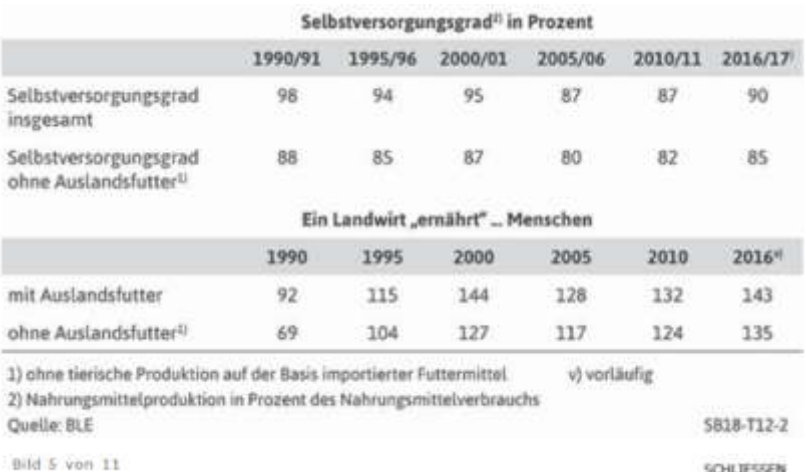 Selbstversorgungsgrad²⁾ in Prozent
1990/91 1995/96 2000/01 2005/06 2010/11 2016/17ᵛ⁾
Selbstversorgungsgrad
insgesamt 98 94 95 87 87 90
Selbstversorgungsgrad
ohne Auslandsfutter¹⁾ 88 85 87 80 82 85
Ein Landwirt „ernährt“ ... Menschen
1990 1995 2000 2005 2010 2016ᵛ⁾
mit Auslandsfutter 92 115 144 128 132 143
ohne Auslandsfutter¹⁾ 69 104 127 117 124 135
1) ohne tierische Produktion auf der Basis importierter Futtermittel v) vorläufig
2) Nahrungsmittelproduktion in Prozent des Nahrungsmittelverbrauchs
Quelle: BLE SB18-T12-2
Bild 5 von 11 SCHLIESSEN